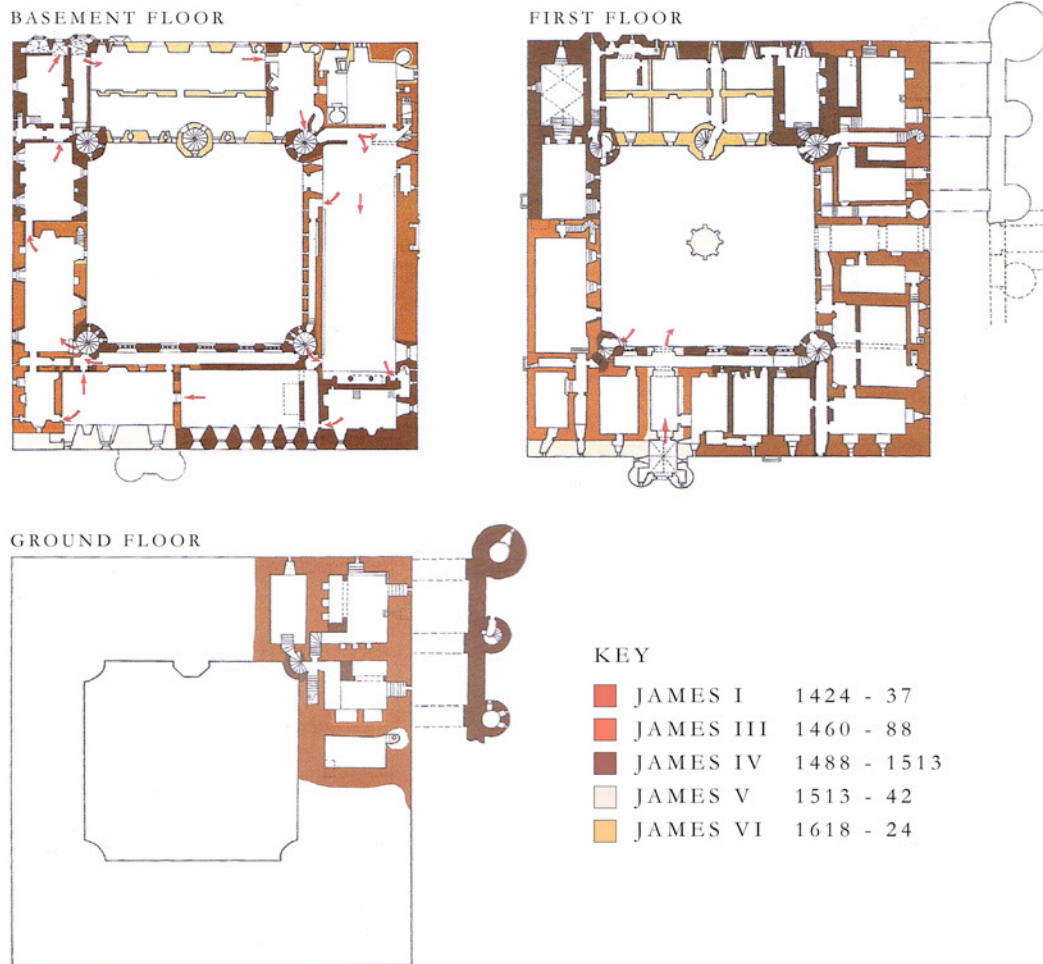 BASEMENT FLOOR
FIRST FLOOR
GROUND FLOOR
KEY
JAMES I 1424 - 37
JAMES III 1460 - 88
JAMES IV 1488 - 1513
JAMES V 1513 - 42
JAMES VI 1618 - 24